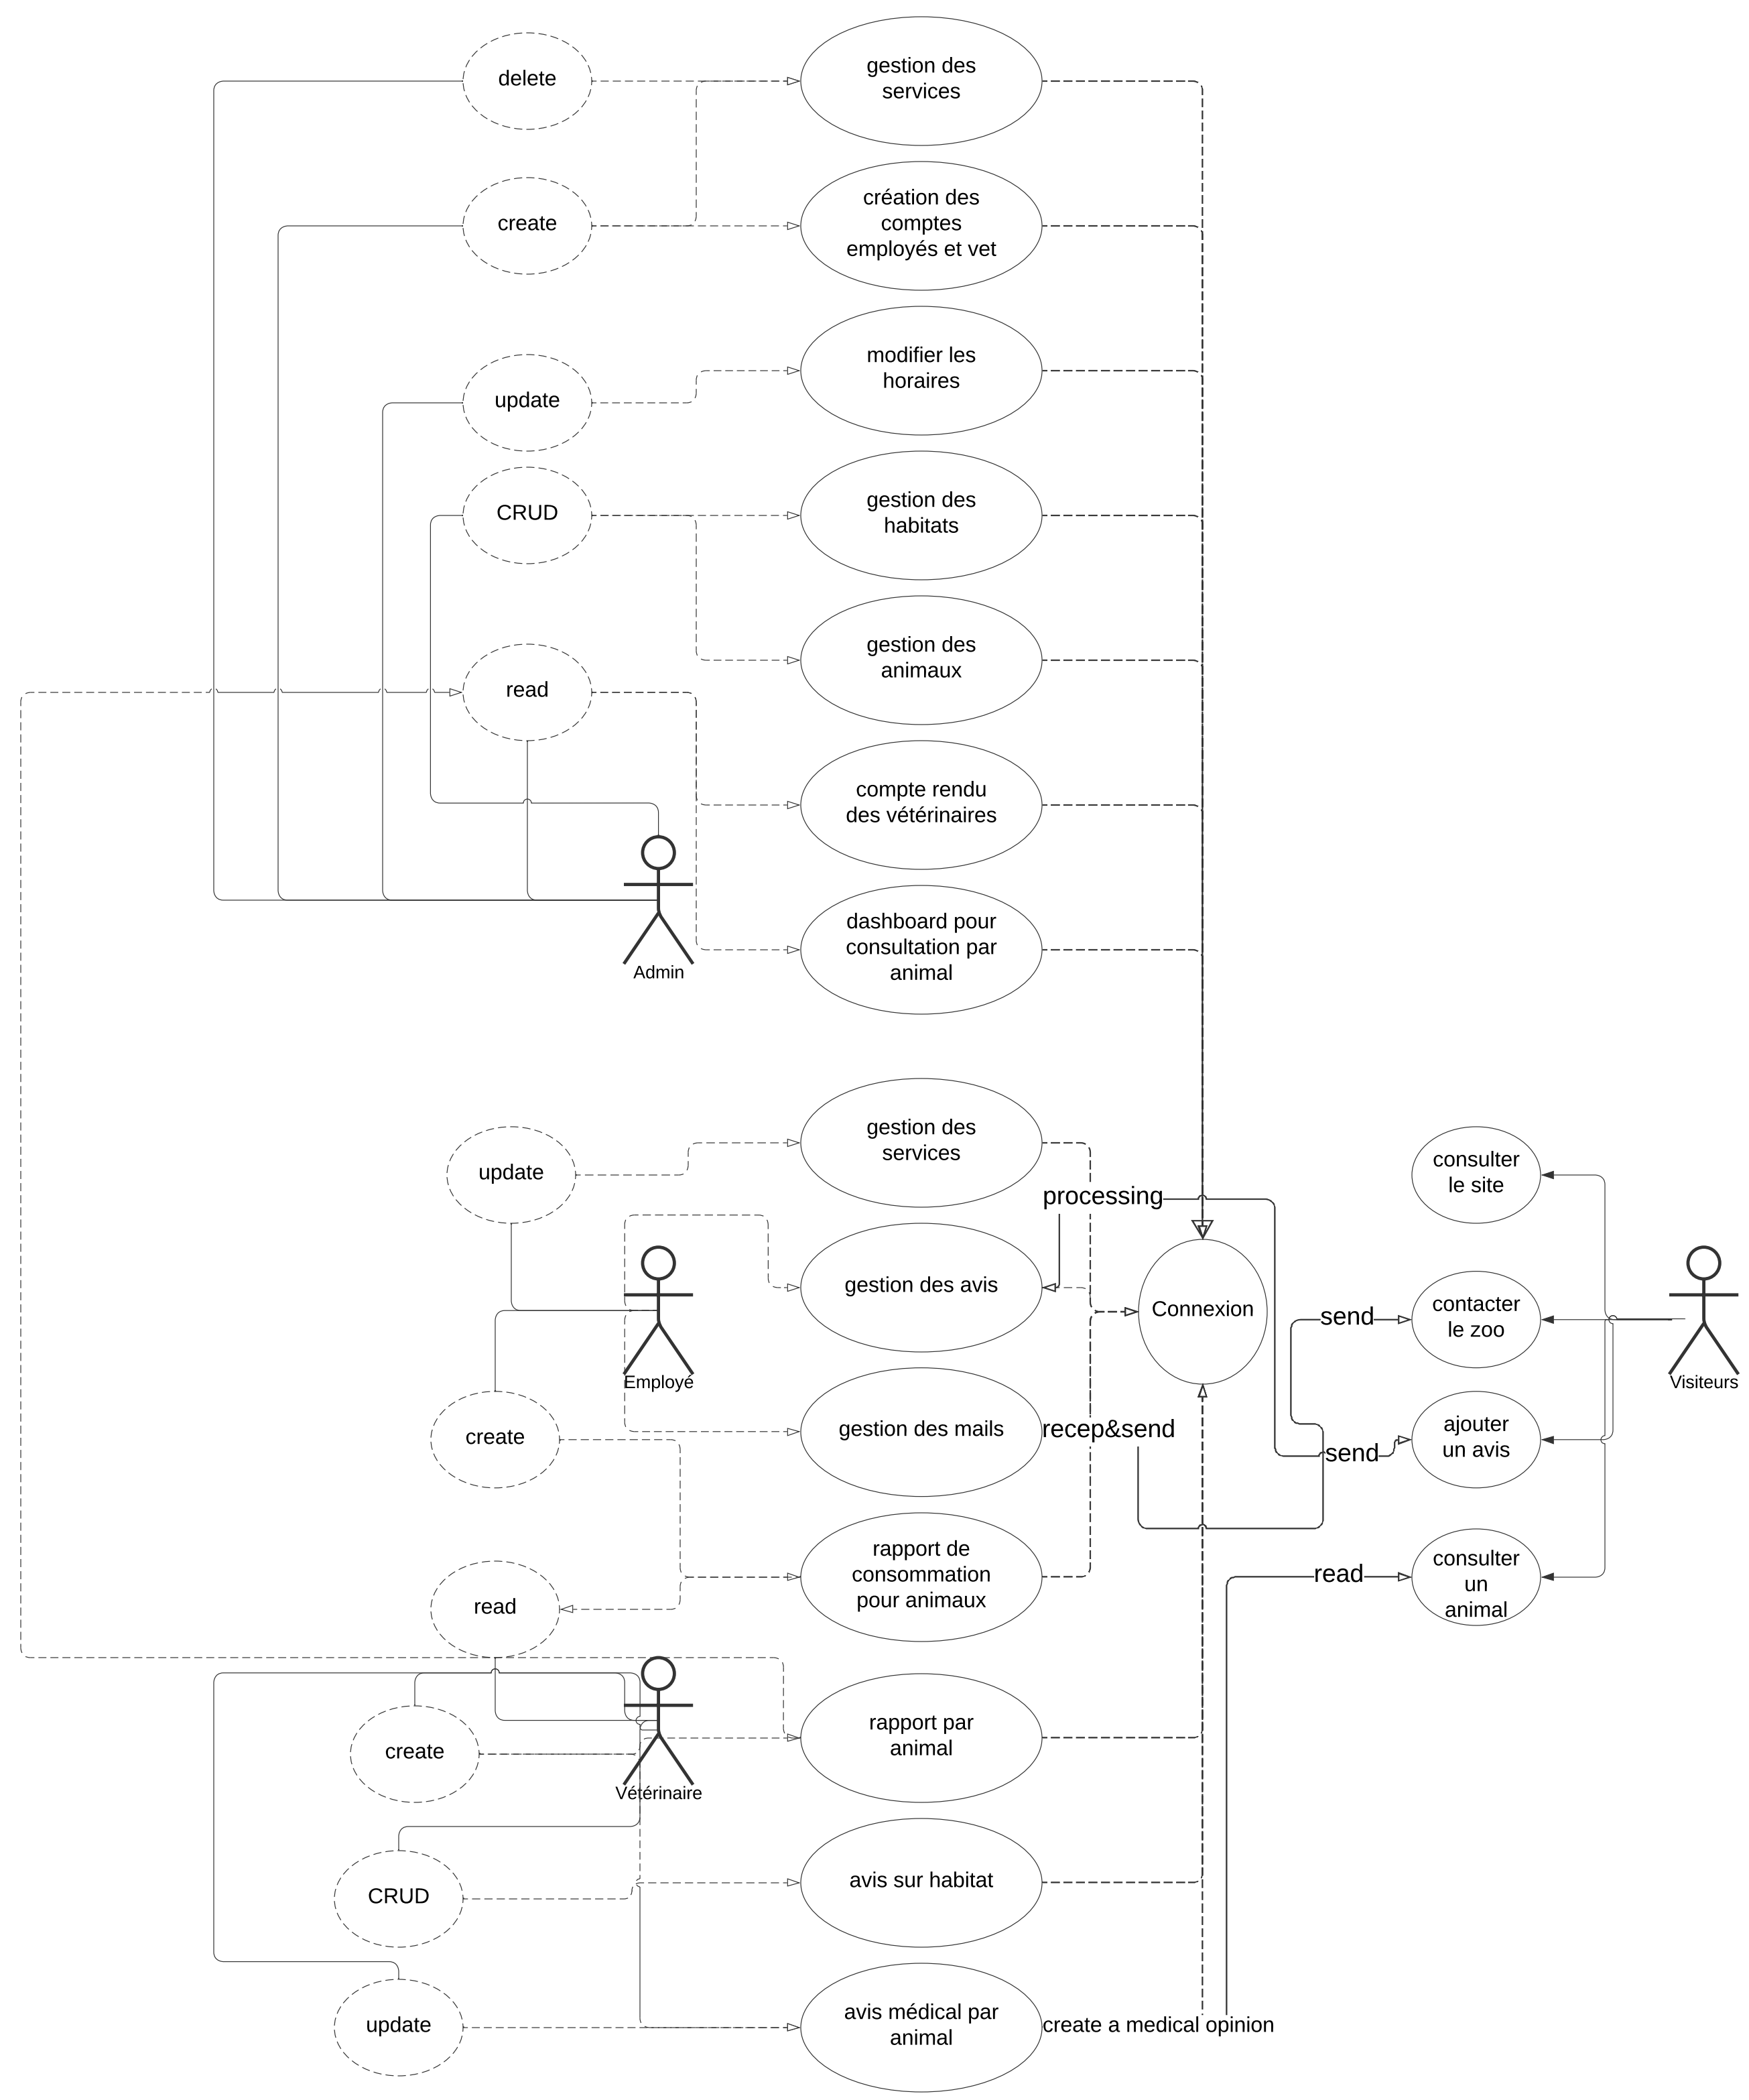 delete
gestion des
services
create
création des
comptes
employés et vet
update
modifier les
horaires
CRUD
gestion des
habitats
read
gestion des
animaux
compte rendu
des vétérinaires
Admin
dashboard pour
consultation par
animal
update
gestion des
services
processing
consulter
le site
Employé
gestion des avis
Connexion
send
contacter
le zoo
Visiteurs
create
gestion des mails
recep&send
send
ajouter
un avis
read
rapport de
consommation
pour animaux
read
consulter
un
animal
create
Vétérinaire
rapport par
animal
CRUD
avis sur habitat
update
avis médical par
animal
create a medical opinion